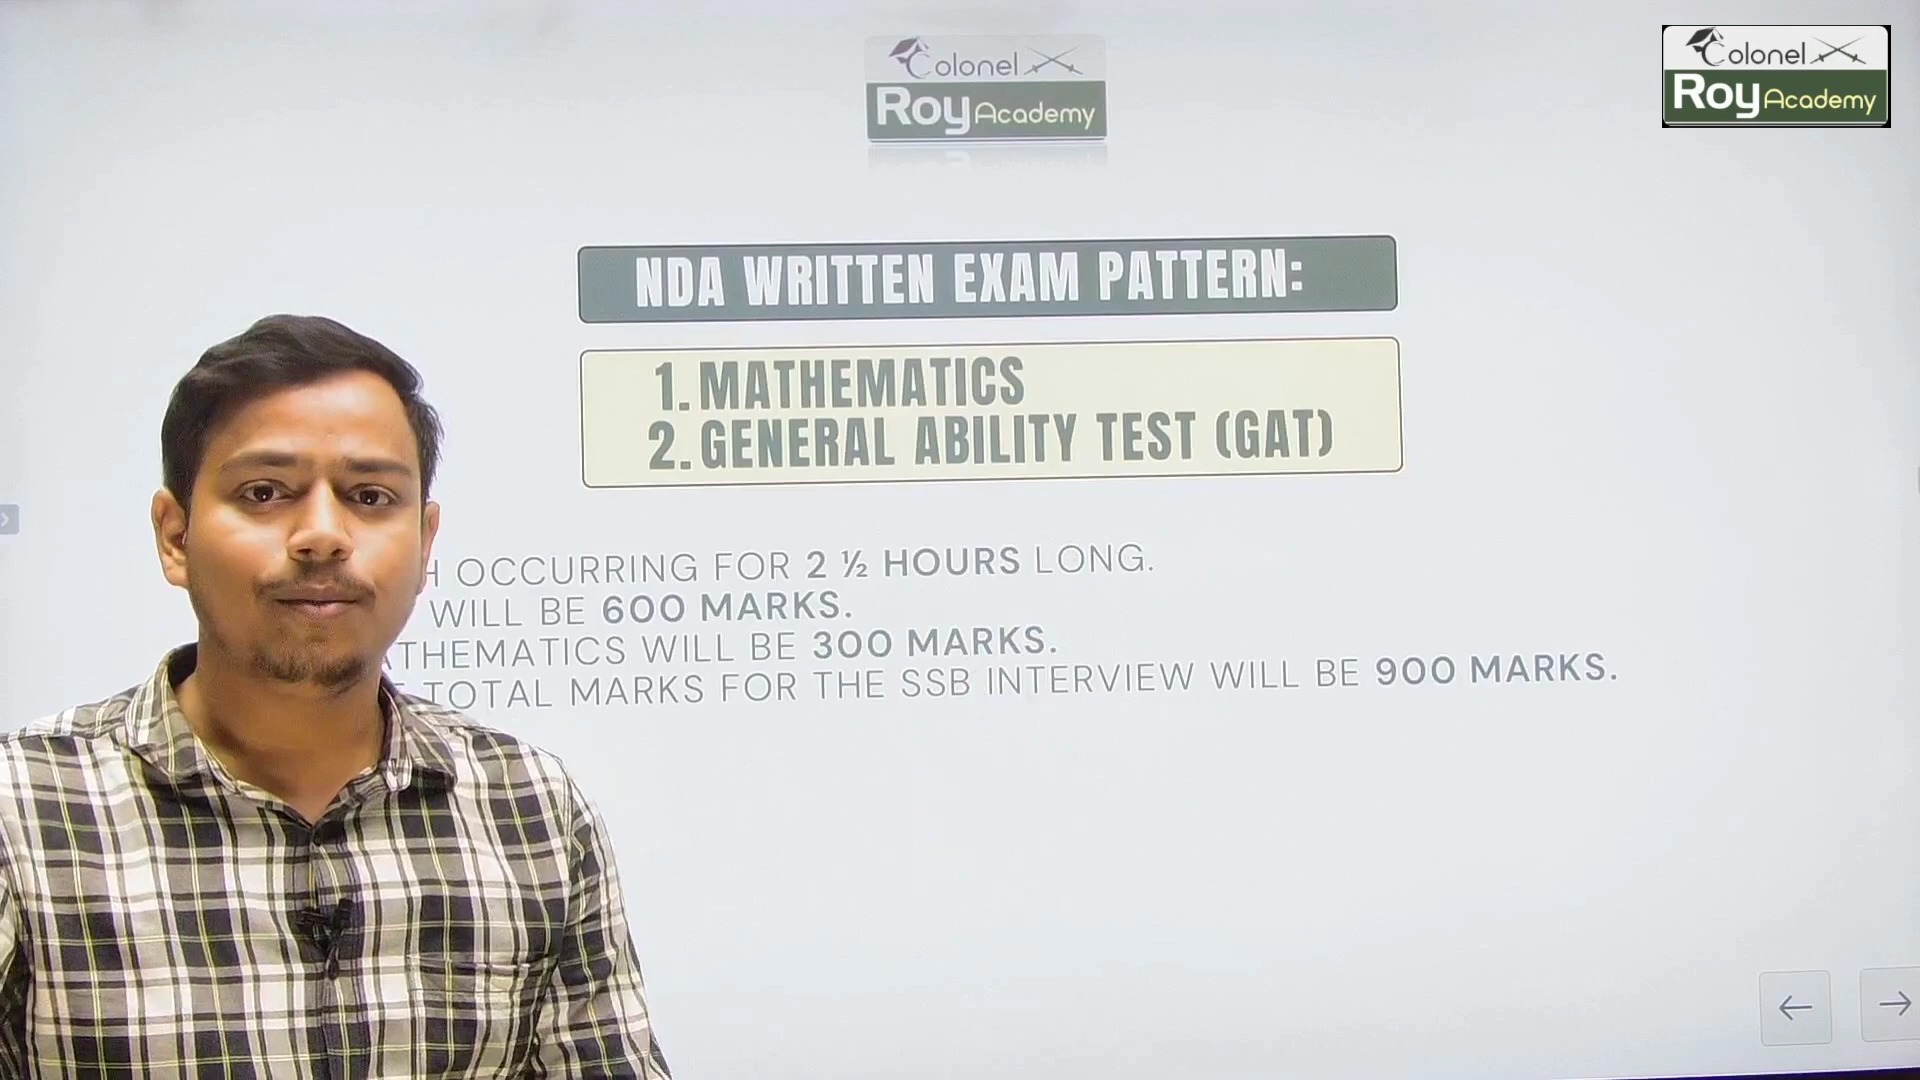 Colonel
Roy Academy
Colonel
Roy Academy
NDA WRITTEN EXAM PATTERN:
1. MATHEMATICS
2. GENERAL ABILITY TEST (GAT)
OCCURRING FOR 2 ½ HOURS LONG.
WILL BE 600 MARKS.
THEMATICS WILL BE 300 MARKS.
TOTAL MARKS FOR THE SSB INTERVIEW WILL BE 900 MARKS.